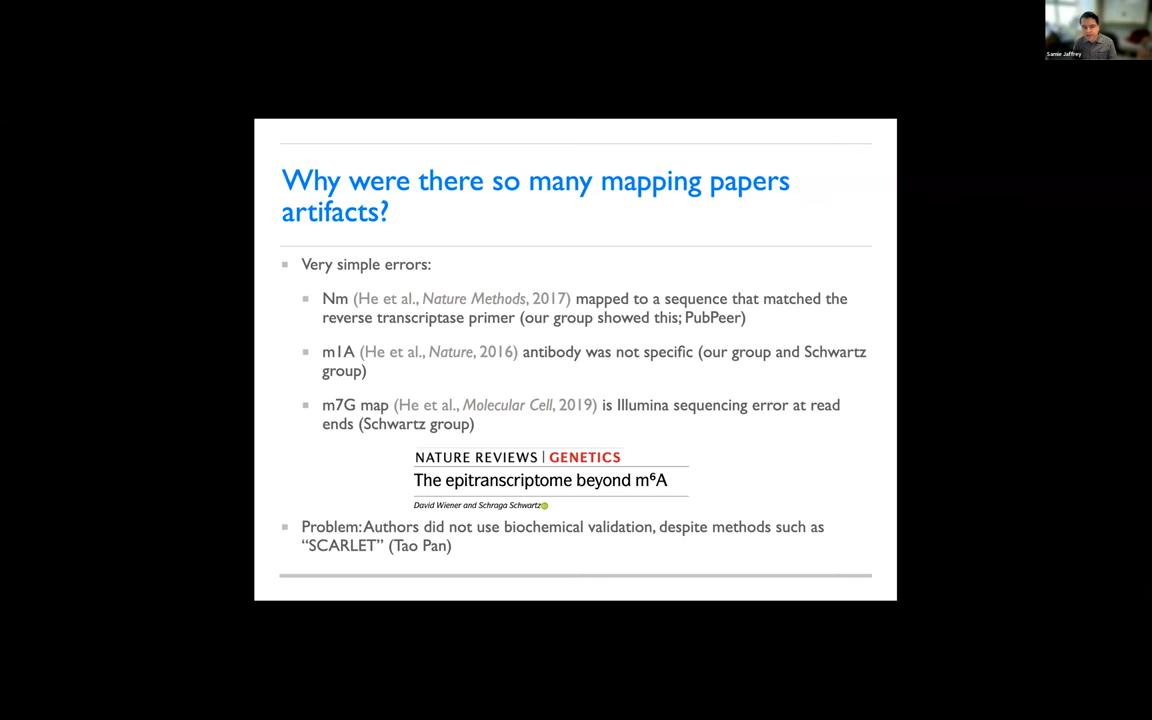 Samie Jaffrey
Why were there so many mapping papers
artifacts?
Very simple errors:
Nm (He et al., Nature Methods, 2017) mapped to a sequence that matched the
reverse transcriptase primer (our group showed this; PubPeer)
m1A (He et al., Nature, 2016) antibody was not specific (our group and Schwartz
group)
m7G map (He et al., Molecular Cell, 2019) is Illumina sequencing error at read
ends (Schwartz group)
NATURE REVIEWS | GENETICS
The epitranscriptome beyond m⁶A
David Wiener and Schraga Schwartz
Problem: Authors did not use biochemical validation, despite methods such as
“SCARLET” (Tao Pan)